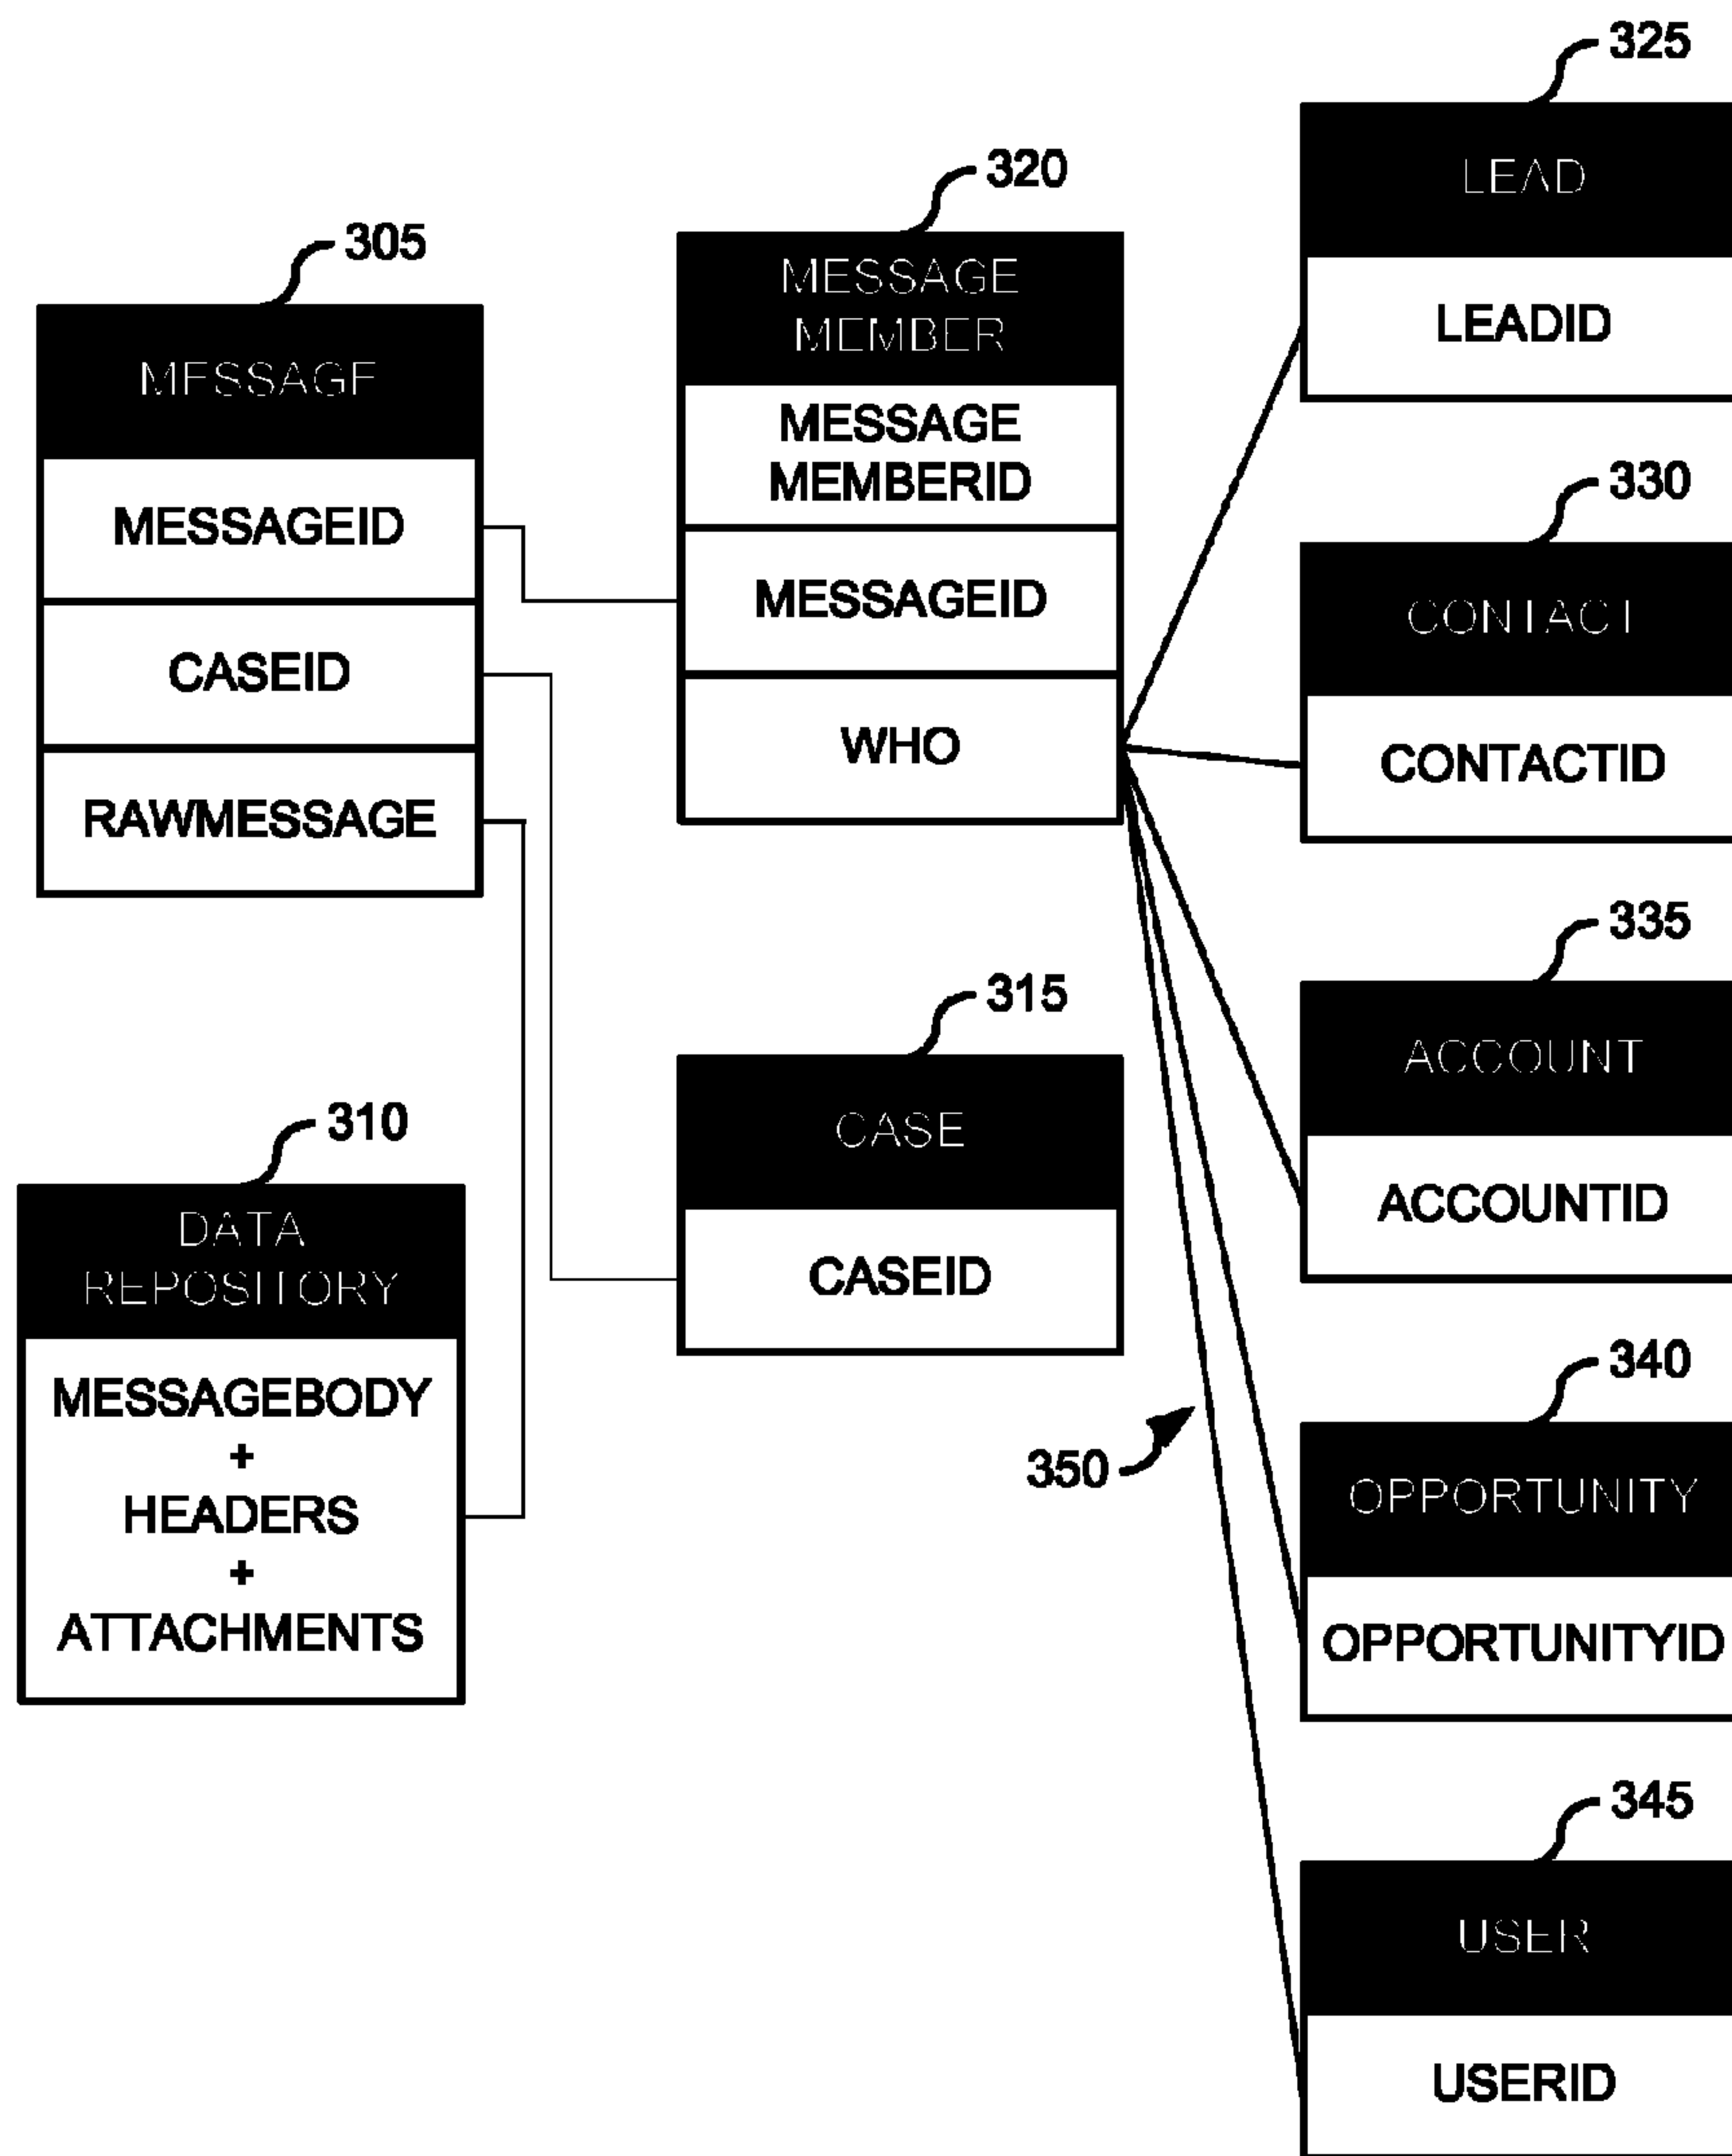 305
MESSAGE
MESSAGEID
CASEID
RAWMESSAGE
310
DATA
REPOSITORY
MESSAGEBODY
+
HEADERS
+
ATTACHMENTS
320
MESSAGE
MEMBER
MESSAGE
MEMBERID
MESSAGEID
WHO
315
CASE
CASEID
350
325
LEAD
LEADID
330
CONTACT
CONTACTID
335
ACCOUNT
ACCOUNTID
340
OPPORTUNITY
OPPORTUNITYID
345
USER
USERID